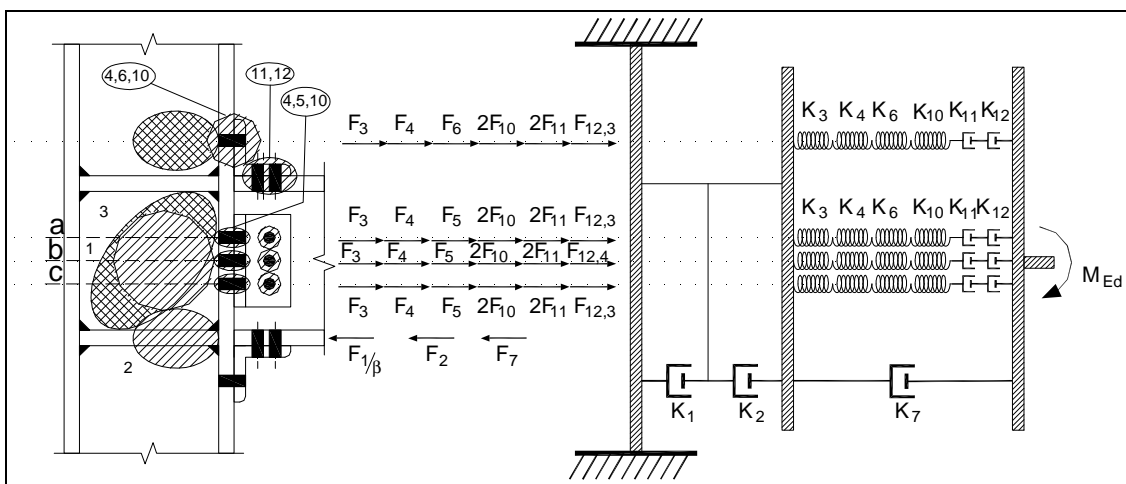 4,6,10
11,12
4,5,10
F3 F4 F6 2F10 2F11 F12,3
K3 K4 K6 K10 K11 K12
3
a
1
b
c
2
F3 F4 F5 2F10 2F11 F12,3
F3 F4 F5 2F10 2F11 F12,4
F3 F4 F5 2F10 2F11 F12,3
F1/β F2 F7
K3 K4 K6 K10 K11 K12
MEd
K1 K2 K7